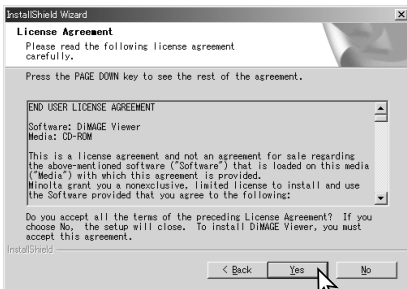 InstallShield Wizard
License Agreement
Please read the following license agreement
carefully.
Press the PAGE DOWN key to see the rest of the agreement.
END USER LICENSE AGREEMENT
Software: DiMAGE Viewer
Media: CD-ROM
This is a license agreement and not an agreement for sale regarding
the above-mentioned software ("Software") that is loaded on this media
("Media") with which this agreement is provided.
Minolta grant you a nonexclusive, limited license to install and use
the Software provided that you agree to the following:
Do you accept all the terms of the preceding License Agreement? If you
choose No, the setup will close. To install DiMAGE Viewer, you must
accept this agreement.
InstallShield
< Back Yes No